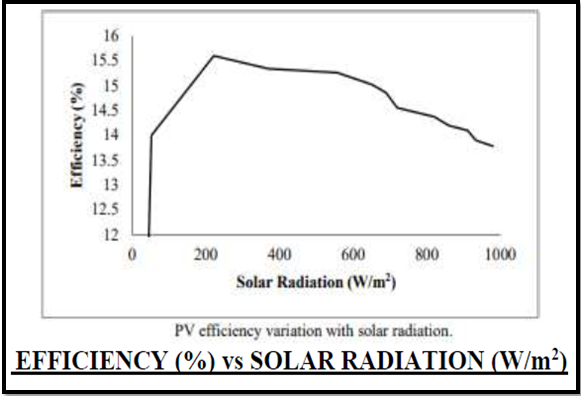 16
15.5
15
14.5
14
13.5
13
12.5
12
Efficiency (%)
0 200 400 600 800 1000
Solar Radiation (W/m²)
PV efficiency variation with solar radiation.
EFFICIENCY (%) vs SOLAR RADIATION (W/m²)